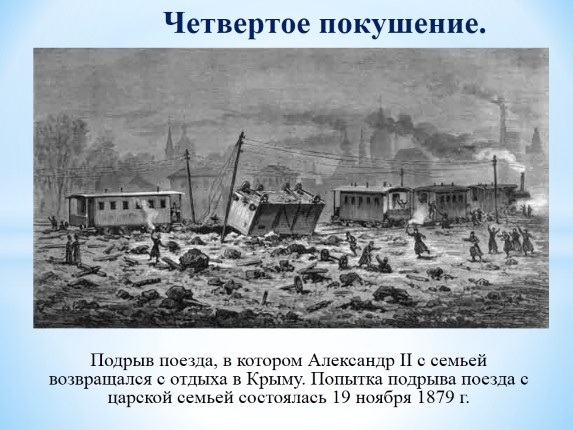 Четвертое покушение.
Подрыв поезда, в котором Александр II с семьей
возвращался с отдыха в Крыму. Попытка подрыва поезда с
царской семьей состоялась 19 ноября 1879 г.